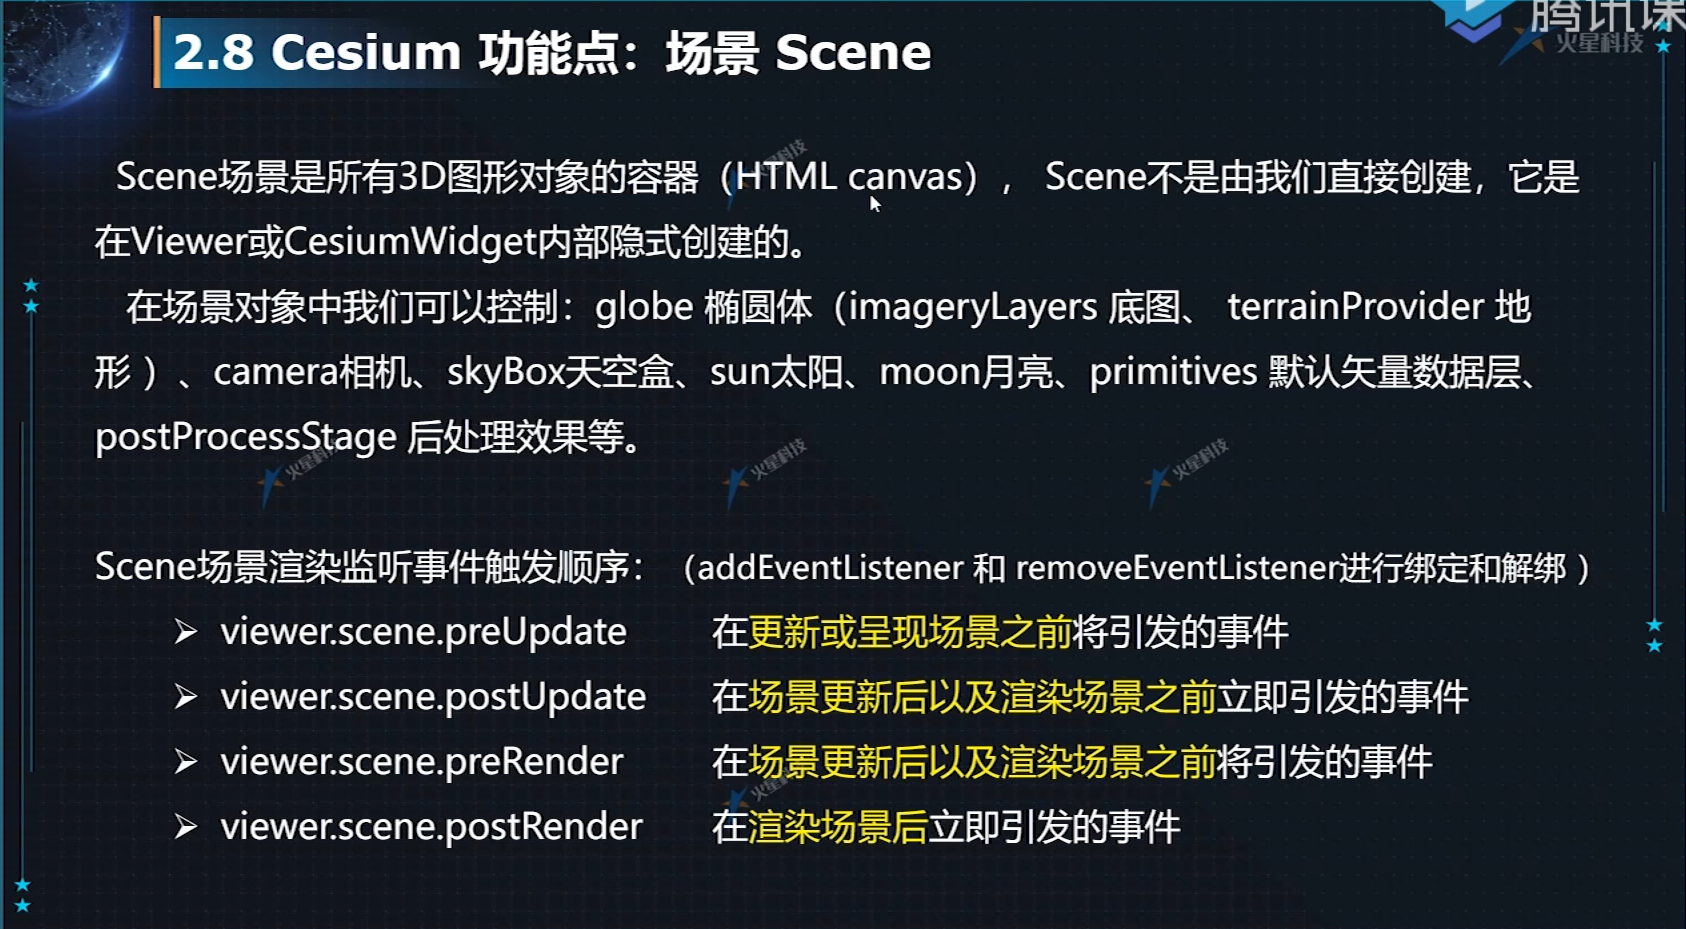 腾讯课
火星科技
2.8 Cesium 功能点：场景 Scene
Scene场景是所有3D图形对象的容器（HTML canvas）， Scene不是由我们直接创建，它是
在Viewer或CesiumWidget内部隐式创建的。
在场景对象中我们可以控制：globe 椭圆体（imageryLayers 底图、 terrainProvider 地
形 ）、camera相机、skyBox天空盒、sun太阳、moon月亮、primitives 默认矢量数据层、
postProcessStage 后处理效果等。
火星科技
火星科技
火星科技
Scene场景渲染监听事件触发顺序： （addEventListener 和 removeEventListener进行绑定和解绑 ）
➢ viewer.scene.preUpdate 在更新或呈现场景之前将引发的事件
➢ viewer.scene.postUpdate 在场景更新后以及渲染场景之前立即引发的事件
➢ viewer.scene.preRender 在场景更新后以及渲染场景之前将引发的事件
➢ viewer.scene.postRender 在渲染场景后立即引发的事件